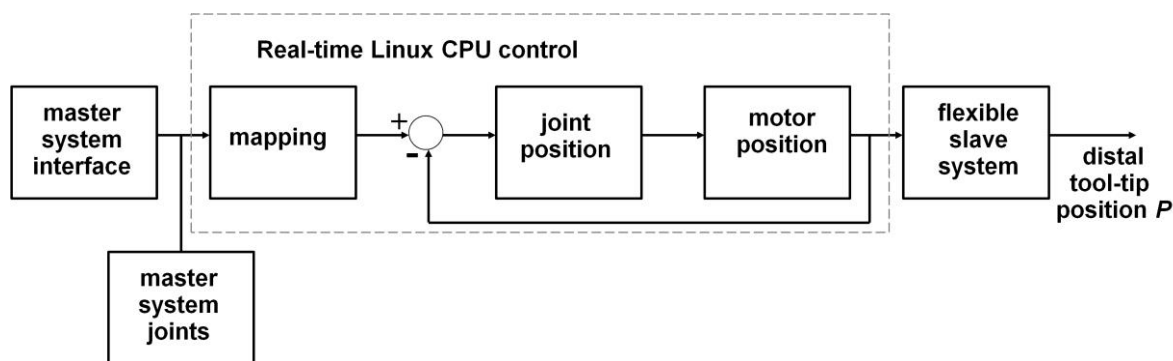 Real-time Linux CPU control
master
system
interface
mapping
+
-
joint
position
motor
position
flexible
slave
system
distal
tool-tip
position P
master
system
joints